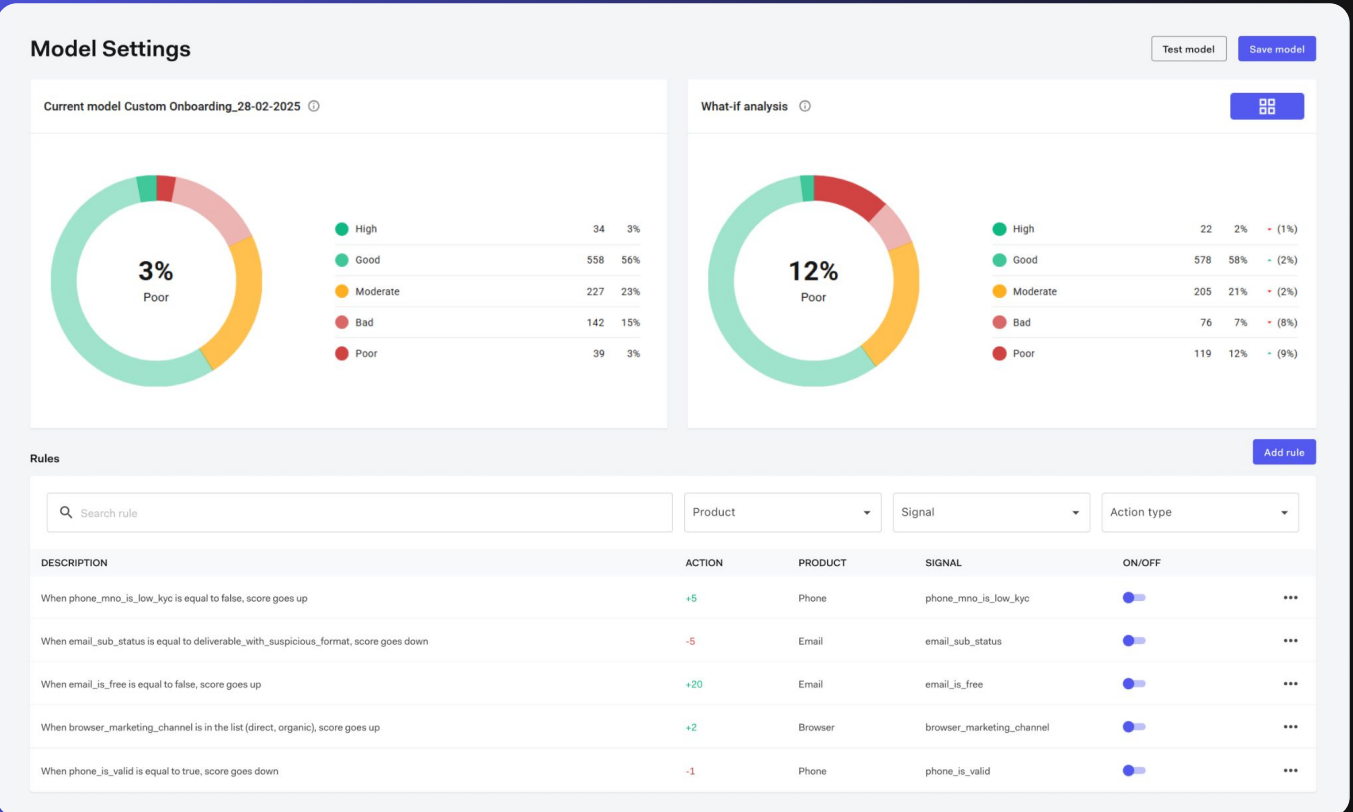 Model Settings
Test model
Save model
Current model Custom Onboarding_28-02-2025
3%
Poor
High 34 3%
Good 558 56%
Moderate 227 23%
Bad 142 15%
Poor 39 3%
What-if analysis
12%
Poor
High 22 2% (1%)
Good 578 58% (2%)
Moderate 205 21% (2%)
Bad 76 7% (8%)
Poor 119 12% (9%)
Rules
Add rule
Search rule
Product
Signal
Action type
DESCRIPTION ACTION PRODUCT SIGNAL ON/OFF
When phone_mno_is_low_kyc is equal to false, score goes up +5 Phone phone_mno_is_low_kyc
When email_sub_status is equal to deliverable_with_suspicious_format, score goes down -5 Email email_sub_status
When email_is_free is equal to false, score goes up +20 Email email_is_free
When browser_marketing_channel is in the list (direct, organic), score goes up +2 Browser browser_marketing_channel
When phone_is_valid is equal to true, score goes down -1 Phone phone_is_valid